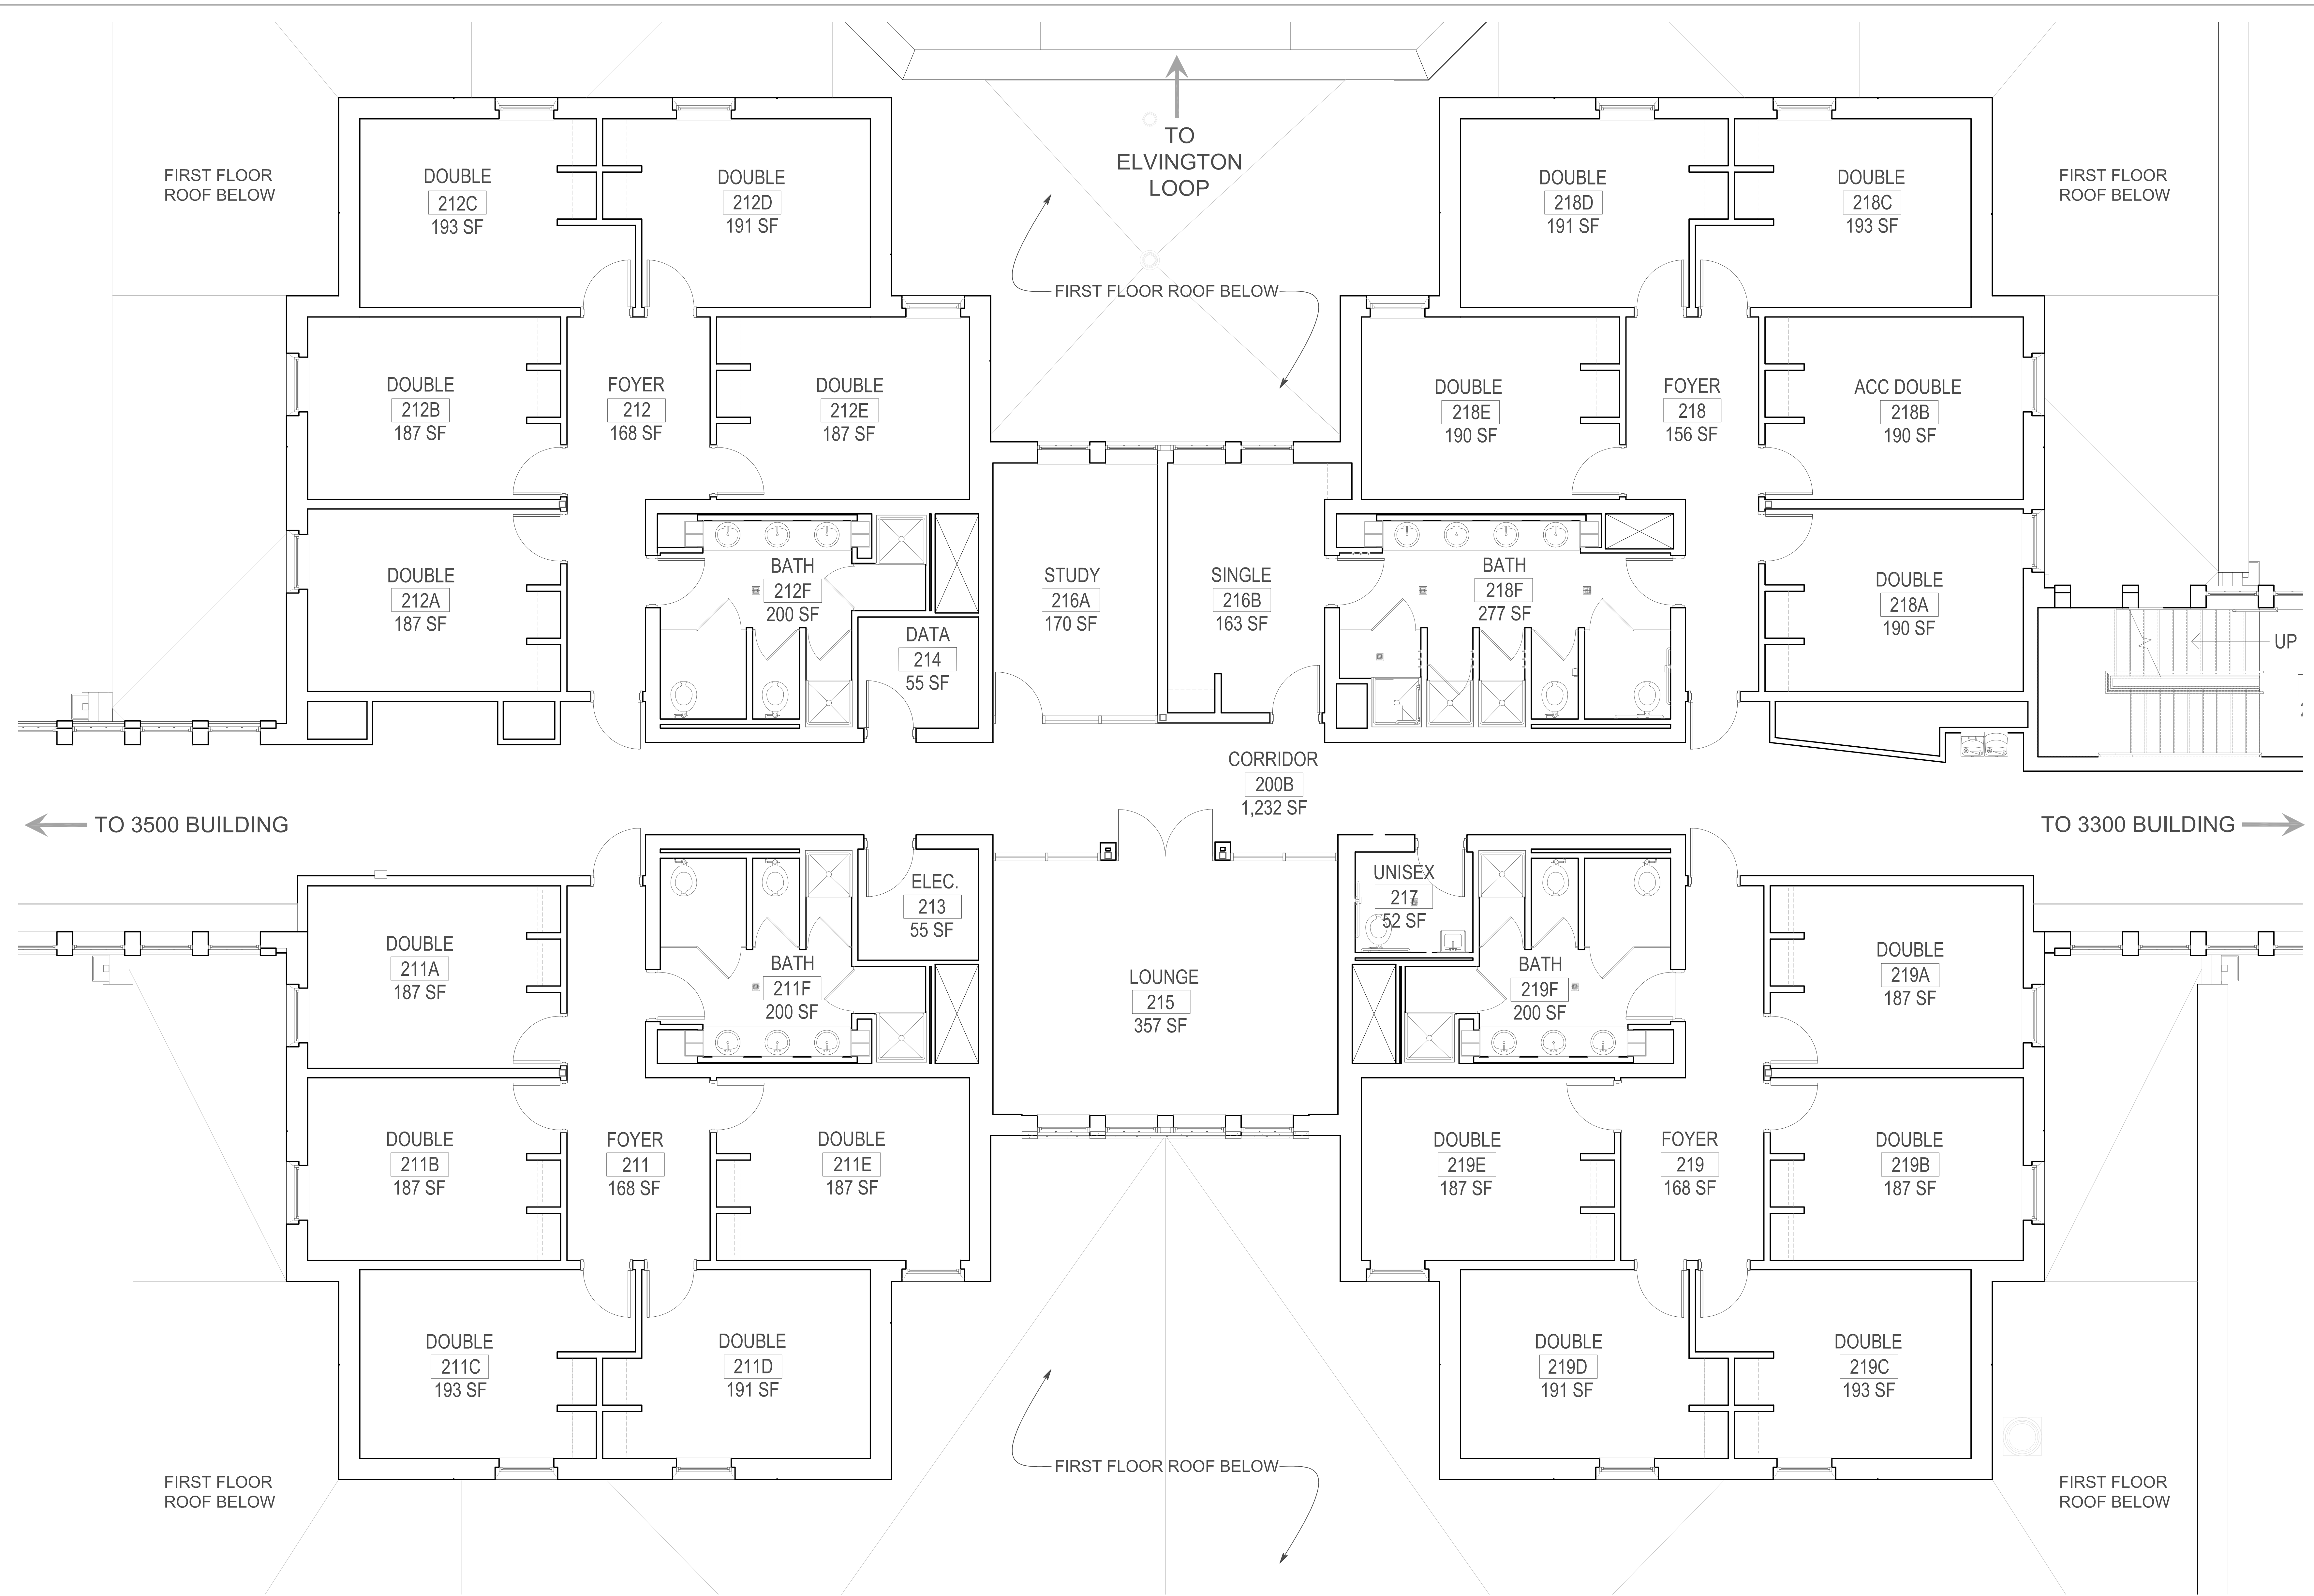 TO
ELVINGTON
LOOP
FIRST FLOOR
ROOF BELOW
DOUBLE
212C
193 SF
DOUBLE
212D
191 SF
DOUBLE
218D
191 SF
DOUBLE
218C
193 SF
FIRST FLOOR
ROOF BELOW
FIRST FLOOR ROOF BELOW
DOUBLE
212B
187 SF
FOYER
212
168 SF
DOUBLE
212E
187 SF
DOUBLE
218E
190 SF
FOYER
218
156 SF
ACC DOUBLE
218B
190 SF
DOUBLE
212A
187 SF
BATH
212F
200 SF
DATA
214
55 SF
STUDY
216A
170 SF
SINGLE
216B
163 SF
BATH
218F
277 SF
DOUBLE
218A
190 SF
UP
CORRIDOR
200B
1,232 SF
TO 3500 BUILDING
TO 3300 BUILDING
DOUBLE
211A
187 SF
BATH
211F
200 SF
ELEC.
213
55 SF
LOUNGE
215
357 SF
UNISEX
217
52 SF
BATH
219F
200 SF
DOUBLE
219A
187 SF
DOUBLE
211B
187 SF
FOYER
211
168 SF
DOUBLE
211E
187 SF
DOUBLE
219E
187 SF
FOYER
219
168 SF
DOUBLE
219B
187 SF
DOUBLE
211C
193 SF
DOUBLE
211D
191 SF
DOUBLE
219D
191 SF
DOUBLE
219C
193 SF
FIRST FLOOR
ROOF BELOW
FIRST FLOOR ROOF BELOW
FIRST FLOOR
ROOF BELOW